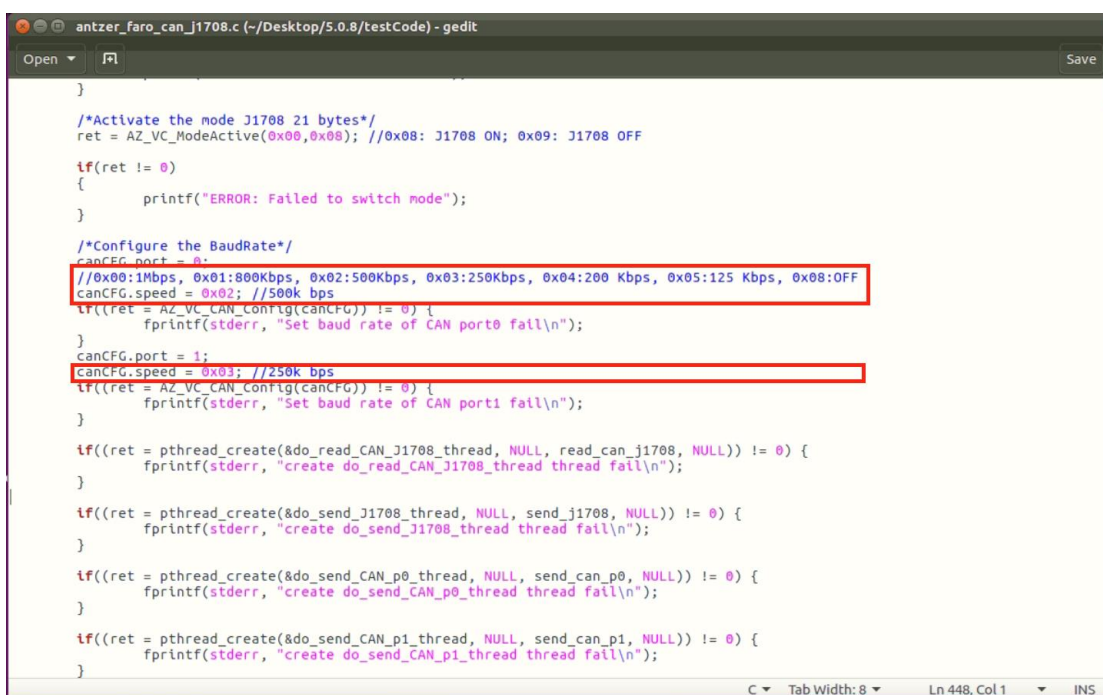 antzer_faro_can_j1708.c (~/Desktop/5.0.8/testCode) - gedit
Open
Save
}
/*Activate the mode J1708 21 bytes*/
ret = AZ_VC_ModeActive(0x00,0x08); //0x08: J1708 ON; 0x09: J1708 OFF
if(ret != 0)
{
printf("ERROR: Failed to switch mode");
}
/*Configure the BaudRate*/
canCFG.port = 0;
//0x00:1Mbps, 0x01:800Kbps, 0x02:500Kbps, 0x03:250Kbps, 0x04:200 Kbps, 0x05:125 Kbps, 0x08:OFF
canCFG.speed = 0x02; //500k bps
if((ret = AZ_VC_CAN_Config(canCFG)) != 0) {
fprintf(stderr, "Set baud rate of CAN port0 fail\n");
}
canCFG.port = 1;
canCFG.speed = 0x03; //250k bps
if((ret = AZ_VC_CAN_Config(canCFG)) != 0) {
fprintf(stderr, "Set baud rate of CAN port1 fail\n");
}
if((ret = pthread_create(&do_read_CAN_J1708_thread, NULL, read_can_j1708, NULL)) != 0) {
fprintf(stderr, "create do_read_CAN_J1708_thread thread fail\n");
}
if((ret = pthread_create(&do_send_J1708_thread, NULL, send_j1708, NULL)) != 0) {
fprintf(stderr, "create do_send_J1708_thread thread fail\n");
}
if((ret = pthread_create(&do_send_CAN_p0_thread, NULL, send_can_p0, NULL)) != 0) {
fprintf(stderr, "create do_send_CAN_p0_thread thread fail\n");
}
if((ret = pthread_create(&do_send_CAN_p1_thread, NULL, send_can_p1, NULL)) != 0) {
fprintf(stderr, "create do_send_CAN_p1_thread thread fail\n");
}
C Tab Width: 8 Ln 448, Col 1 INS